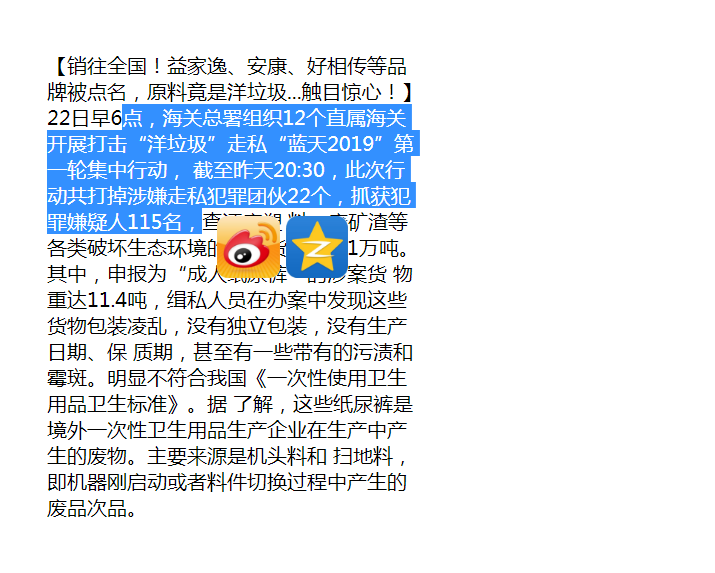 【销往全国！益家逸、安康、好相传等品
牌被点名，原料竟是洋垃圾...触目惊心！】
22日早6点，海关总署组织12个直属海关
开展打击“洋垃圾”走私“蓝天2019”第
一轮集中行动， 截至昨天20:30，此次行
动共打掉涉嫌走私犯罪团伙22个，抓获犯
罪嫌疑人115名，查 矿渣等
各类破坏生态环境的 1万吨。
其中，申报为“成人纸尿裤”的涉案货 物
重达11.4吨，缉私人员在办案中发现这些
货物包装凌乱，没有独立包装，没有生产
日期、保 质期，甚至有一些带有的污渍和
霉斑。明显不符合我国《一次性使用卫生
用品卫生标准》。据 了解，这些纸尿裤是
境外一次性卫生用品生产企业在生产中产
生的废物。主要来源是机头料和 扫地料，
即机器刚启动或者料件切换过程中产生的
废品次品。